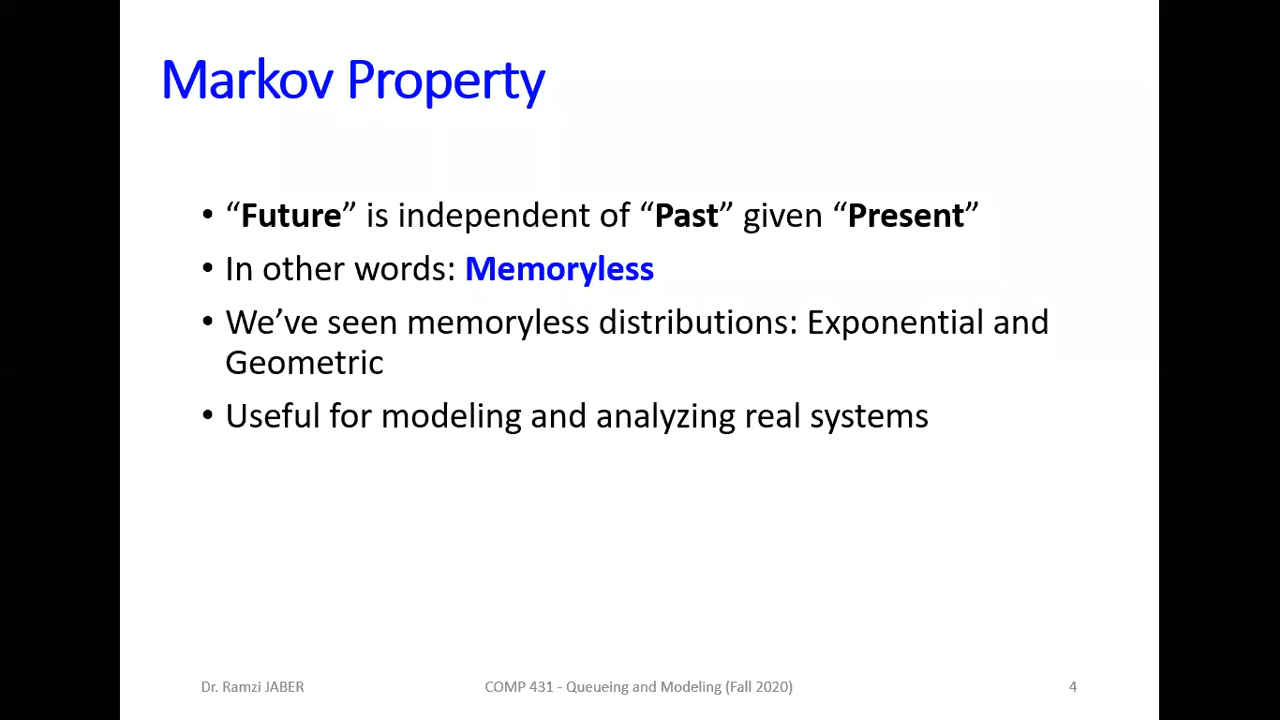 Markov Property
• “Future” is independent of “Past” given “Present”
• In other words: Memoryless
• We’ve seen memoryless distributions: Exponential and
Geometric
• Useful for modeling and analyzing real systems
Dr. Ramzi JABER
COMP 431 - Queueing and Modeling (Fall 2020)
4